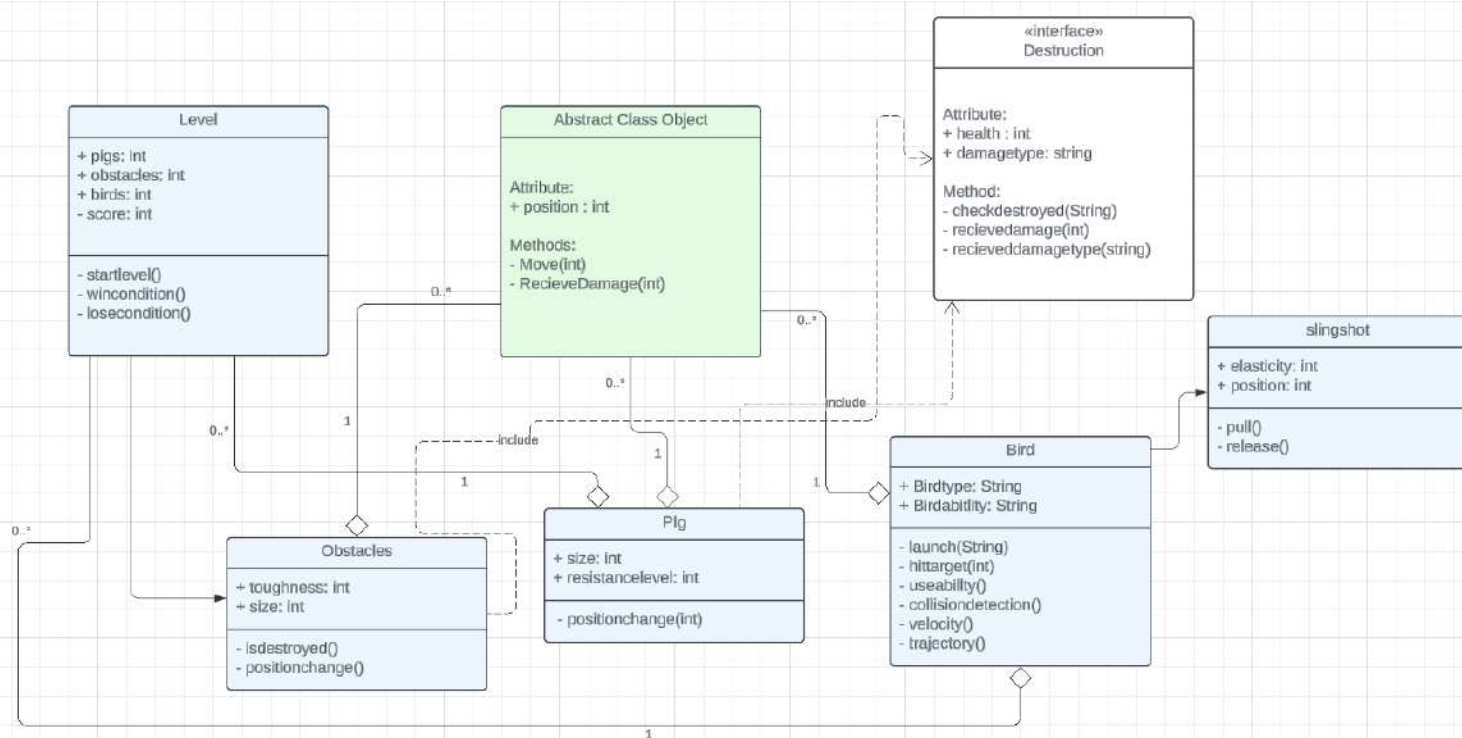 «interface»
Destruction
Attribute:
+ health : int
+ damagetype: string
Method:
- checkdestroyed(String)
- recievedamage(int)
- recieveddamagetype(string)
Level
+ pigs: int
+ obstacles: int
+ birds: int
- score: int
- startlevel()
- wincondition()
- losecondition()
Abstract Class Object
Attribute:
+ position : int
Methods:
- Move(int)
- RecieveDamage(int)
slingshot
+ elasticity: int
+ position: int
- pull()
- release()
0..*
0..*
0..*
0..*
0..*
1
1
1
1
1
include
include
Bird
+ Birdtype: String
+ Birdabitility: String
- launch(String)
- hittarget(int)
- useability()
- collisiondetection()
- velocity()
- trajectory()
Pig
+ size: int
+ resistancelevel: int
- positionchange(int)
Obstacles
+ toughness: int
+ size: int
- isdestroyed()
- positionchange()